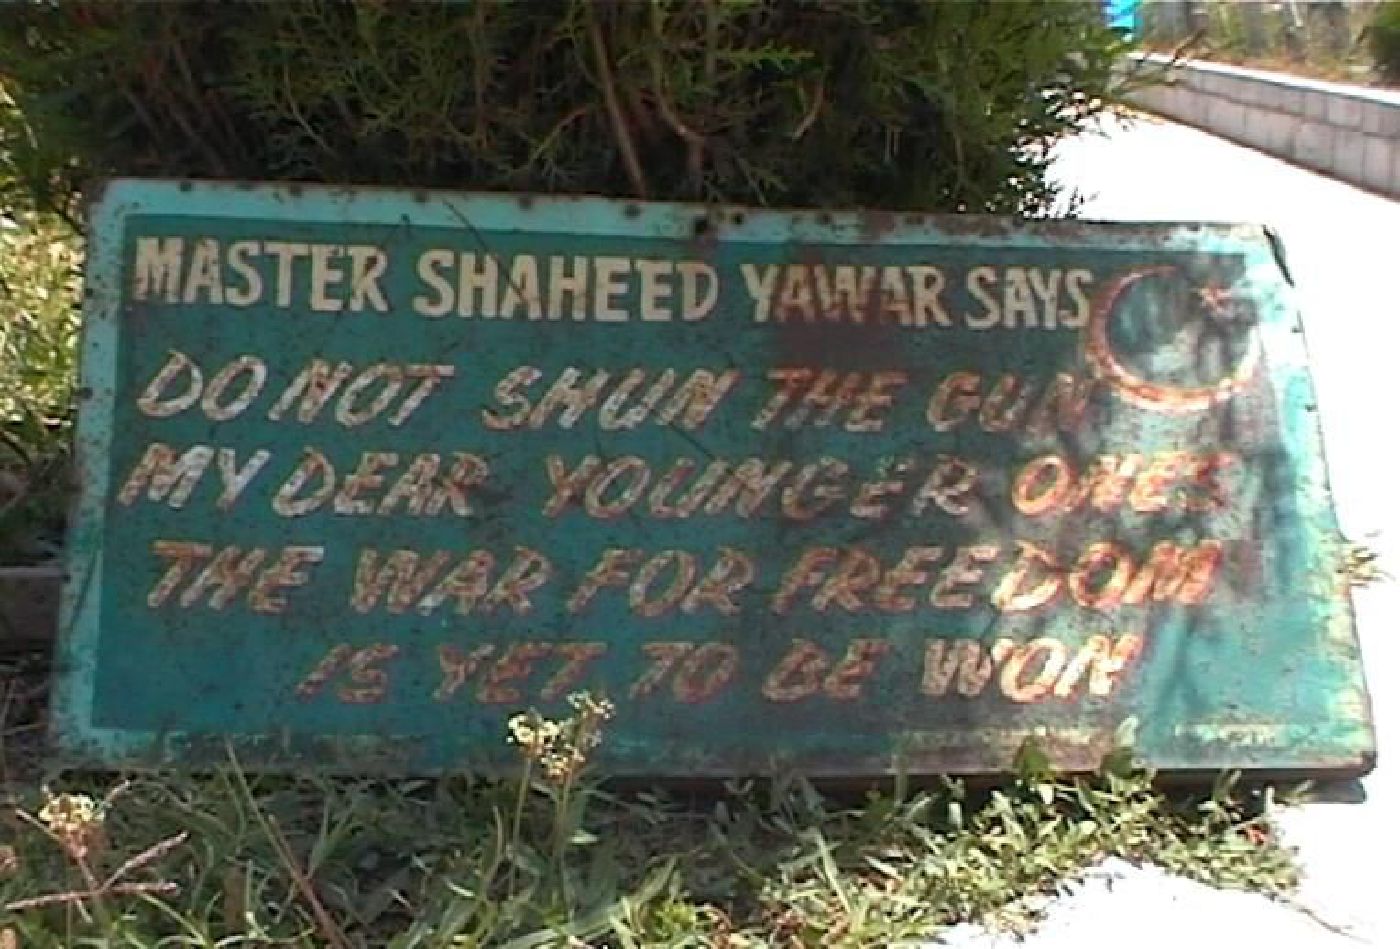 MASTER SHAHEED YAWAR SAYS
DO NOT SHUN THE GUN
MY DEAR YOUNGER ONES
THE WAR FOR FREEDOM
IS YET TO BE WON